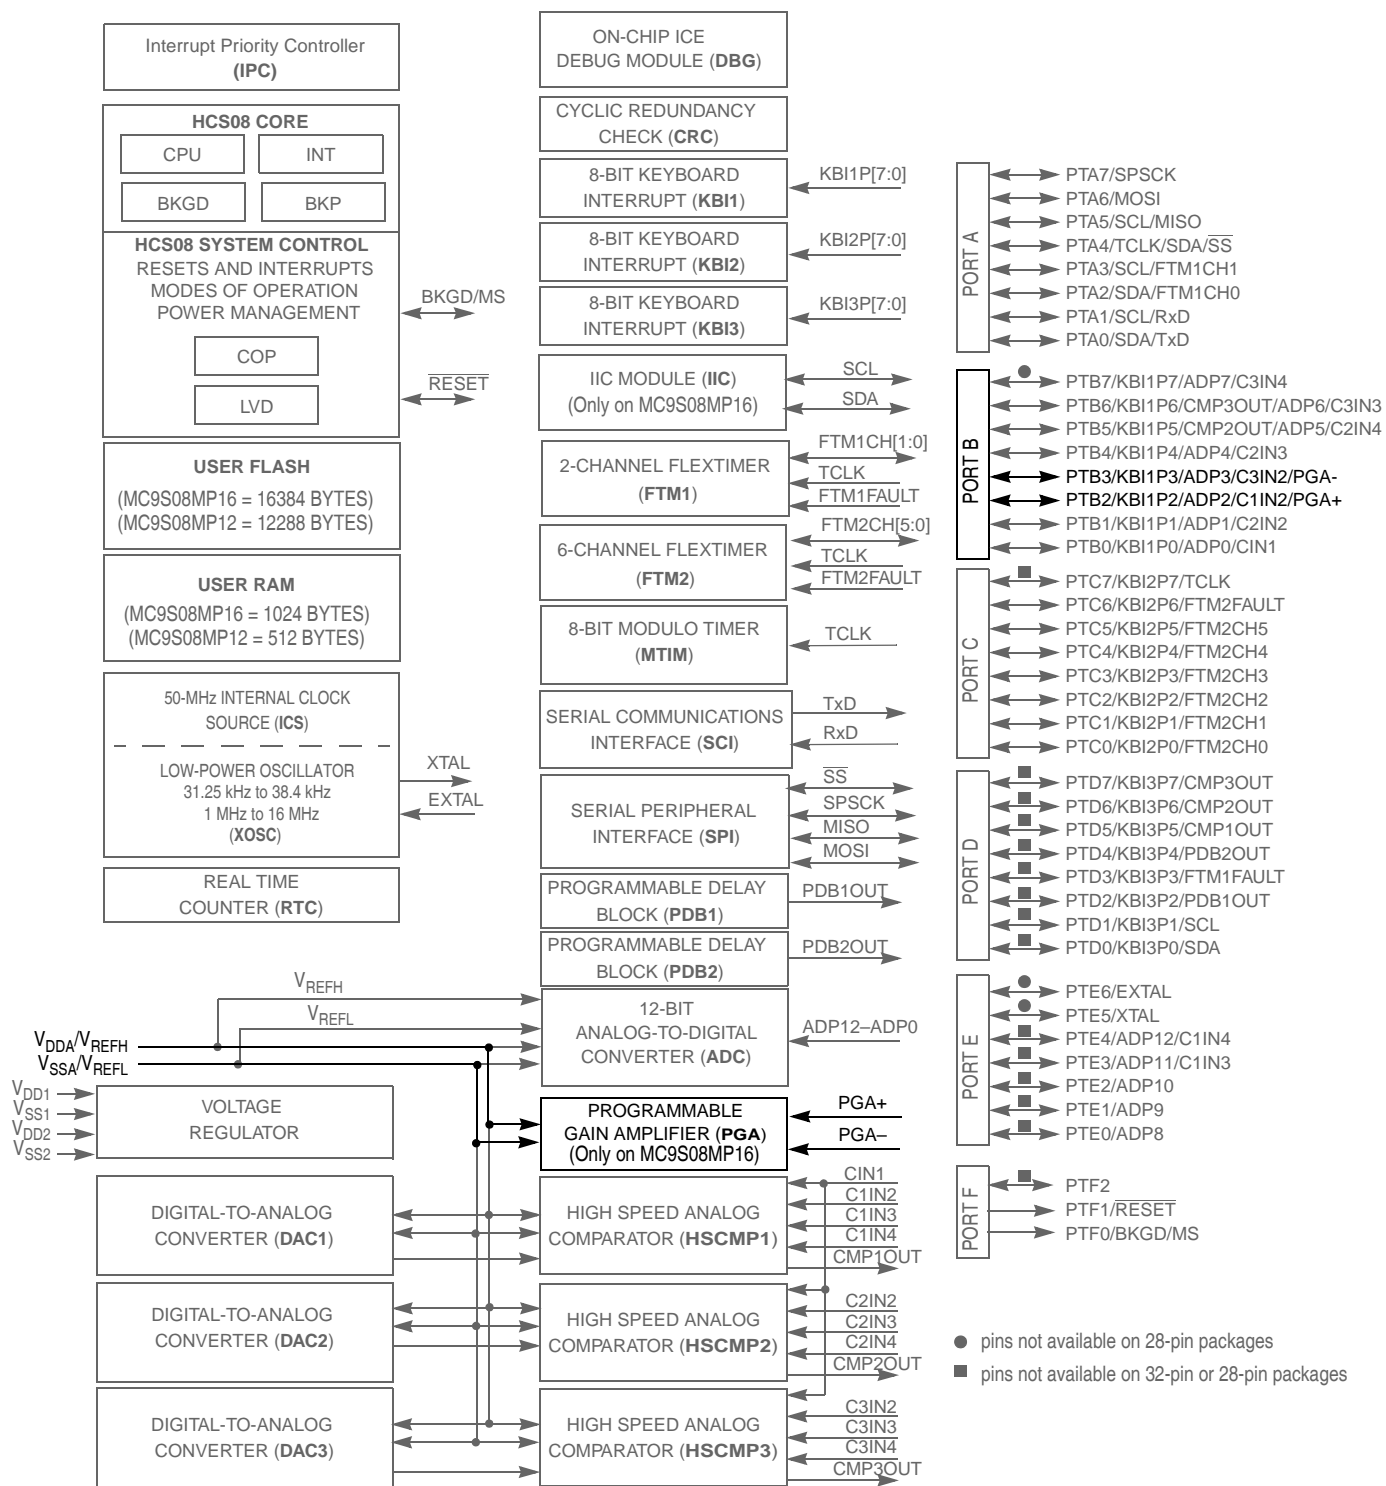 Interrupt Priority Controller
(IPC)
HCS08 CORE
CPU
INT
BKGD
BKP
HCS08 SYSTEM CONTROL
RESETS AND INTERRUPTS
MODES OF OPERATION
POWER MANAGEMENT
COP
LVD
BKGD/MS
RESET
USER FLASH
(MC9S08MP16 = 16384 BYTES)
(MC9S08MP12 = 12288 BYTES)
USER RAM
(MC9S08MP16 = 1024 BYTES)
(MC9S08MP12 = 512 BYTES)
50-MHz INTERNAL CLOCK
SOURCE (ICS)
LOW-POWER OSCILLATOR
31.25 kHz to 38.4 kHz
1 MHz to 16 MHz
(XOSC)
XTAL
EXTAL
REAL TIME
COUNTER (RTC)
VREFH
VREFL
VDDA/VREFH
VSSA/VREFL
VDD1
VSS1
VDD2
VSS2
VOLTAGE
REGULATOR
DIGITAL-TO-ANALOG
CONVERTER (DAC1)
DIGITAL-TO-ANALOG
CONVERTER (DAC2)
DIGITAL-TO-ANALOG
CONVERTER (DAC3)
ON-CHIP ICE
DEBUG MODULE (DBG)
CYCLIC REDUNDANCY
CHECK (CRC)
8-BIT KEYBOARD
INTERRUPT (KBI1)
KBI1P[7:0]
8-BIT KEYBOARD
INTERRUPT (KBI2)
KBI2P[7:0]
8-BIT KEYBOARD
INTERRUPT (KBI3)
KBI3P[7:0]
IIC MODULE (IIC)
(Only on MC9S08MP16)
SCL
SDA
2-CHANNEL FLEXTIMER
(FTM1)
FTM1CH[1:0]
TCLK
FTM1FAULT
6-CHANNEL FLEXTIMER
(FTM2)
FTM2CH[5:0]
TCLK
FTM2FAULT
8-BIT MODULO TIMER
(MTIM)
TCLK
SERIAL COMMUNICATIONS
INTERFACE (SCI)
TxD
RxD
SERIAL PERIPHERAL
INTERFACE (SPI)
SS
SPSCK
MISO
MOSI
PROGRAMMABLE DELAY
BLOCK (PDB1)
PDB1OUT
PROGRAMMABLE DELAY
BLOCK (PDB2)
PDB2OUT
12-BIT
ANALOG-TO-DIGITAL
CONVERTER (ADC)
ADP12–ADP0
PROGRAMMABLE
GAIN AMPLIFIER (PGA)
(Only on MC9S08MP16)
PGA+
PGA–
HIGH SPEED ANALOG
COMPARATOR (HSCMP1)
CIN1
C1IN2
C1IN3
C1IN4
CMP1OUT
HIGH SPEED ANALOG
COMPARATOR (HSCMP2)
C2IN2
C2IN3
C2IN4
CMP2OUT
HIGH SPEED ANALOG
COMPARATOR (HSCMP3)
C3IN2
C3IN3
C3IN4
CMP3OUT
PORT A
PTA7/SPSCK
PTA6/MOSI
PTA5/SCL/MISO
PTA4/TCLK/SDA/SS
PTA3/SCL/FTM1CH1
PTA2/SDA/FTM1CH0
PTA1/SCL/RxD
PTA0/SDA/TxD
PORT B
PTB7/KBI1P7/ADP7/C3IN4
PTB6/KBI1P6/CMP3OUT/ADP6/C3IN3
PTB5/KBI1P5/CMP2OUT/ADP5/C2IN4
PTB4/KBI1P4/ADP4/C2IN3
PTB3/KBI1P3/ADP3/C3IN2/PGA-
PTB2/KBI1P2/ADP2/C1IN2/PGA+
PTB1/KBI1P1/ADP1/C2IN2
PTB0/KBI1P0/ADP0/CIN1
PORT C
PTC7/KBI2P7/TCLK
PTC6/KBI2P6/FTM2FAULT
PTC5/KBI2P5/FTM2CH5
PTC4/KBI2P4/FTM2CH4
PTC3/KBI2P3/FTM2CH3
PTC2/KBI2P2/FTM2CH2
PTC1/KBI2P1/FTM2CH1
PTC0/KBI2P0/FTM2CH0
PORT D
PTD7/KBI3P7/CMP3OUT
PTD6/KBI3P6/CMP2OUT
PTD5/KBI3P5/CMP1OUT
PTD4/KBI3P4/PDB2OUT
PTD3/KBI3P3/FTM1FAULT
PTD2/KBI3P2/PDB1OUT
PTD1/KBI3P1/SCL
PTD0/KBI3P0/SDA
PORT E
PTE6/EXTAL
PTE5/XTAL
PTE4/ADP12/C1IN4
PTE3/ADP11/C1IN3
PTE2/ADP10
PTE1/ADP9
PTE0/ADP8
PORT F
PTF2
PTF1/RESET
PTF0/BKGD/MS
pins not available on 28-pin packages
pins not available on 32-pin or 28-pin packages